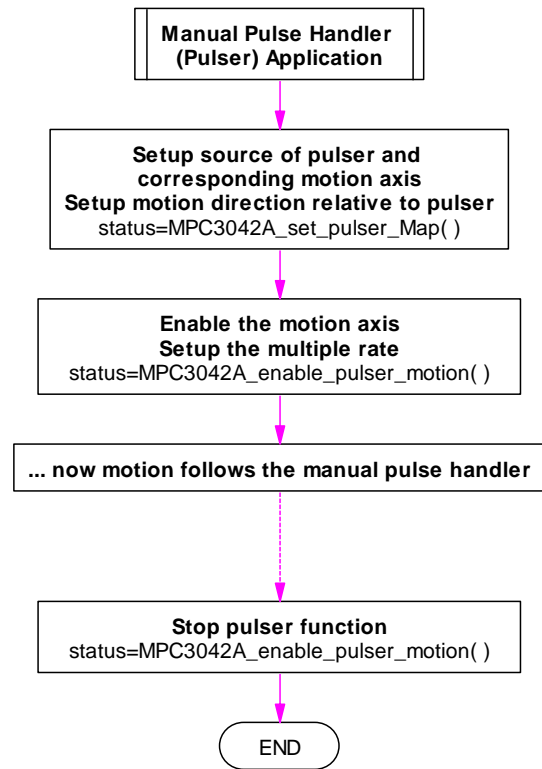 Manual Pulse Handler
(Pulser) Application
Setup source of pulser and
corresponding motion axis
Setup motion direction relative to pulser
status=MPC3042A_set_pulser_Map( )
Enable the motion axis
Setup the multiple rate
status=MPC3042A_enable_pulser_motion( )
... now motion follows the manual pulse handler
Stop pulser function
status=MPC3042A_enable_pulser_motion( )
END